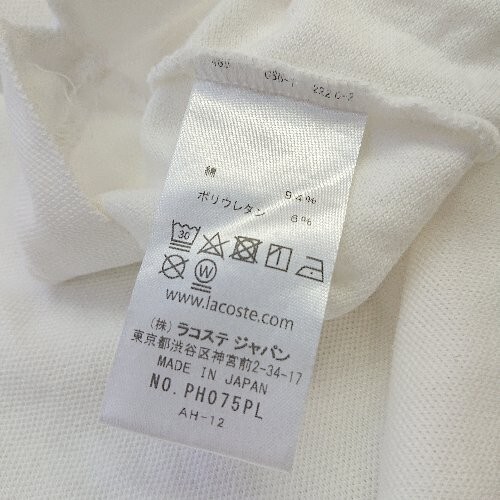 綿 94%
ポリウレタン 6%
30
W
www.lacoste.com
(株) ラコステ ジャパン
東京都渋谷区神宮前2-34-17
MADE IN JAPAN
NO. PH075PL
AH-12